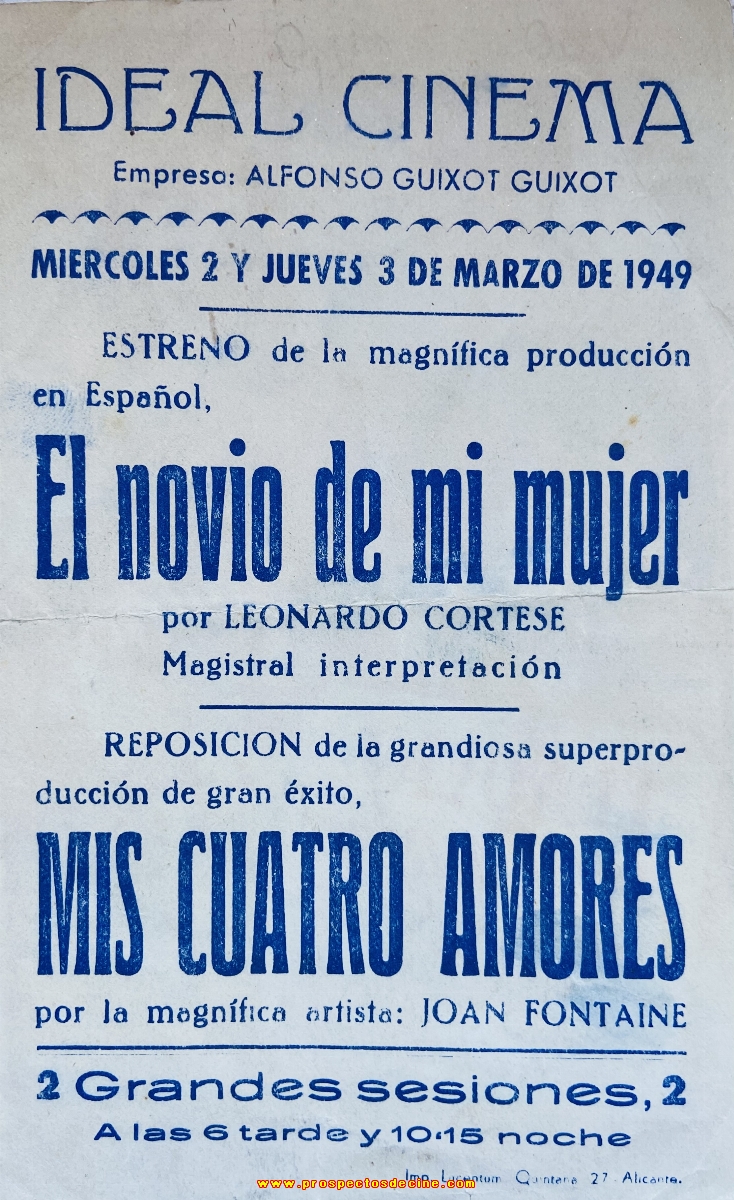 IDEAL CINEMA
Empresa: ALFONSO GUIXOT GUIXOT
MIERCOLES 2 Y JUEVES 3 DE MARZO DE 1949
ESTRENO de la magnífica producción
en Español,
El novio de mi mujer
por LEONARDO CORTESE
Magistral interpretación
REPOSICION de la grandiosa superpro-
ducción de gran éxito,
MIS CUATRO AMORES
por la magnífica artista: JOAN FONTAINE
2 Grandes sesiones, 2
A las 6 tarde y 10·15 noche
Imp. Lucentum Quintana 27 - Alicante.
www.prospectosdecine.com